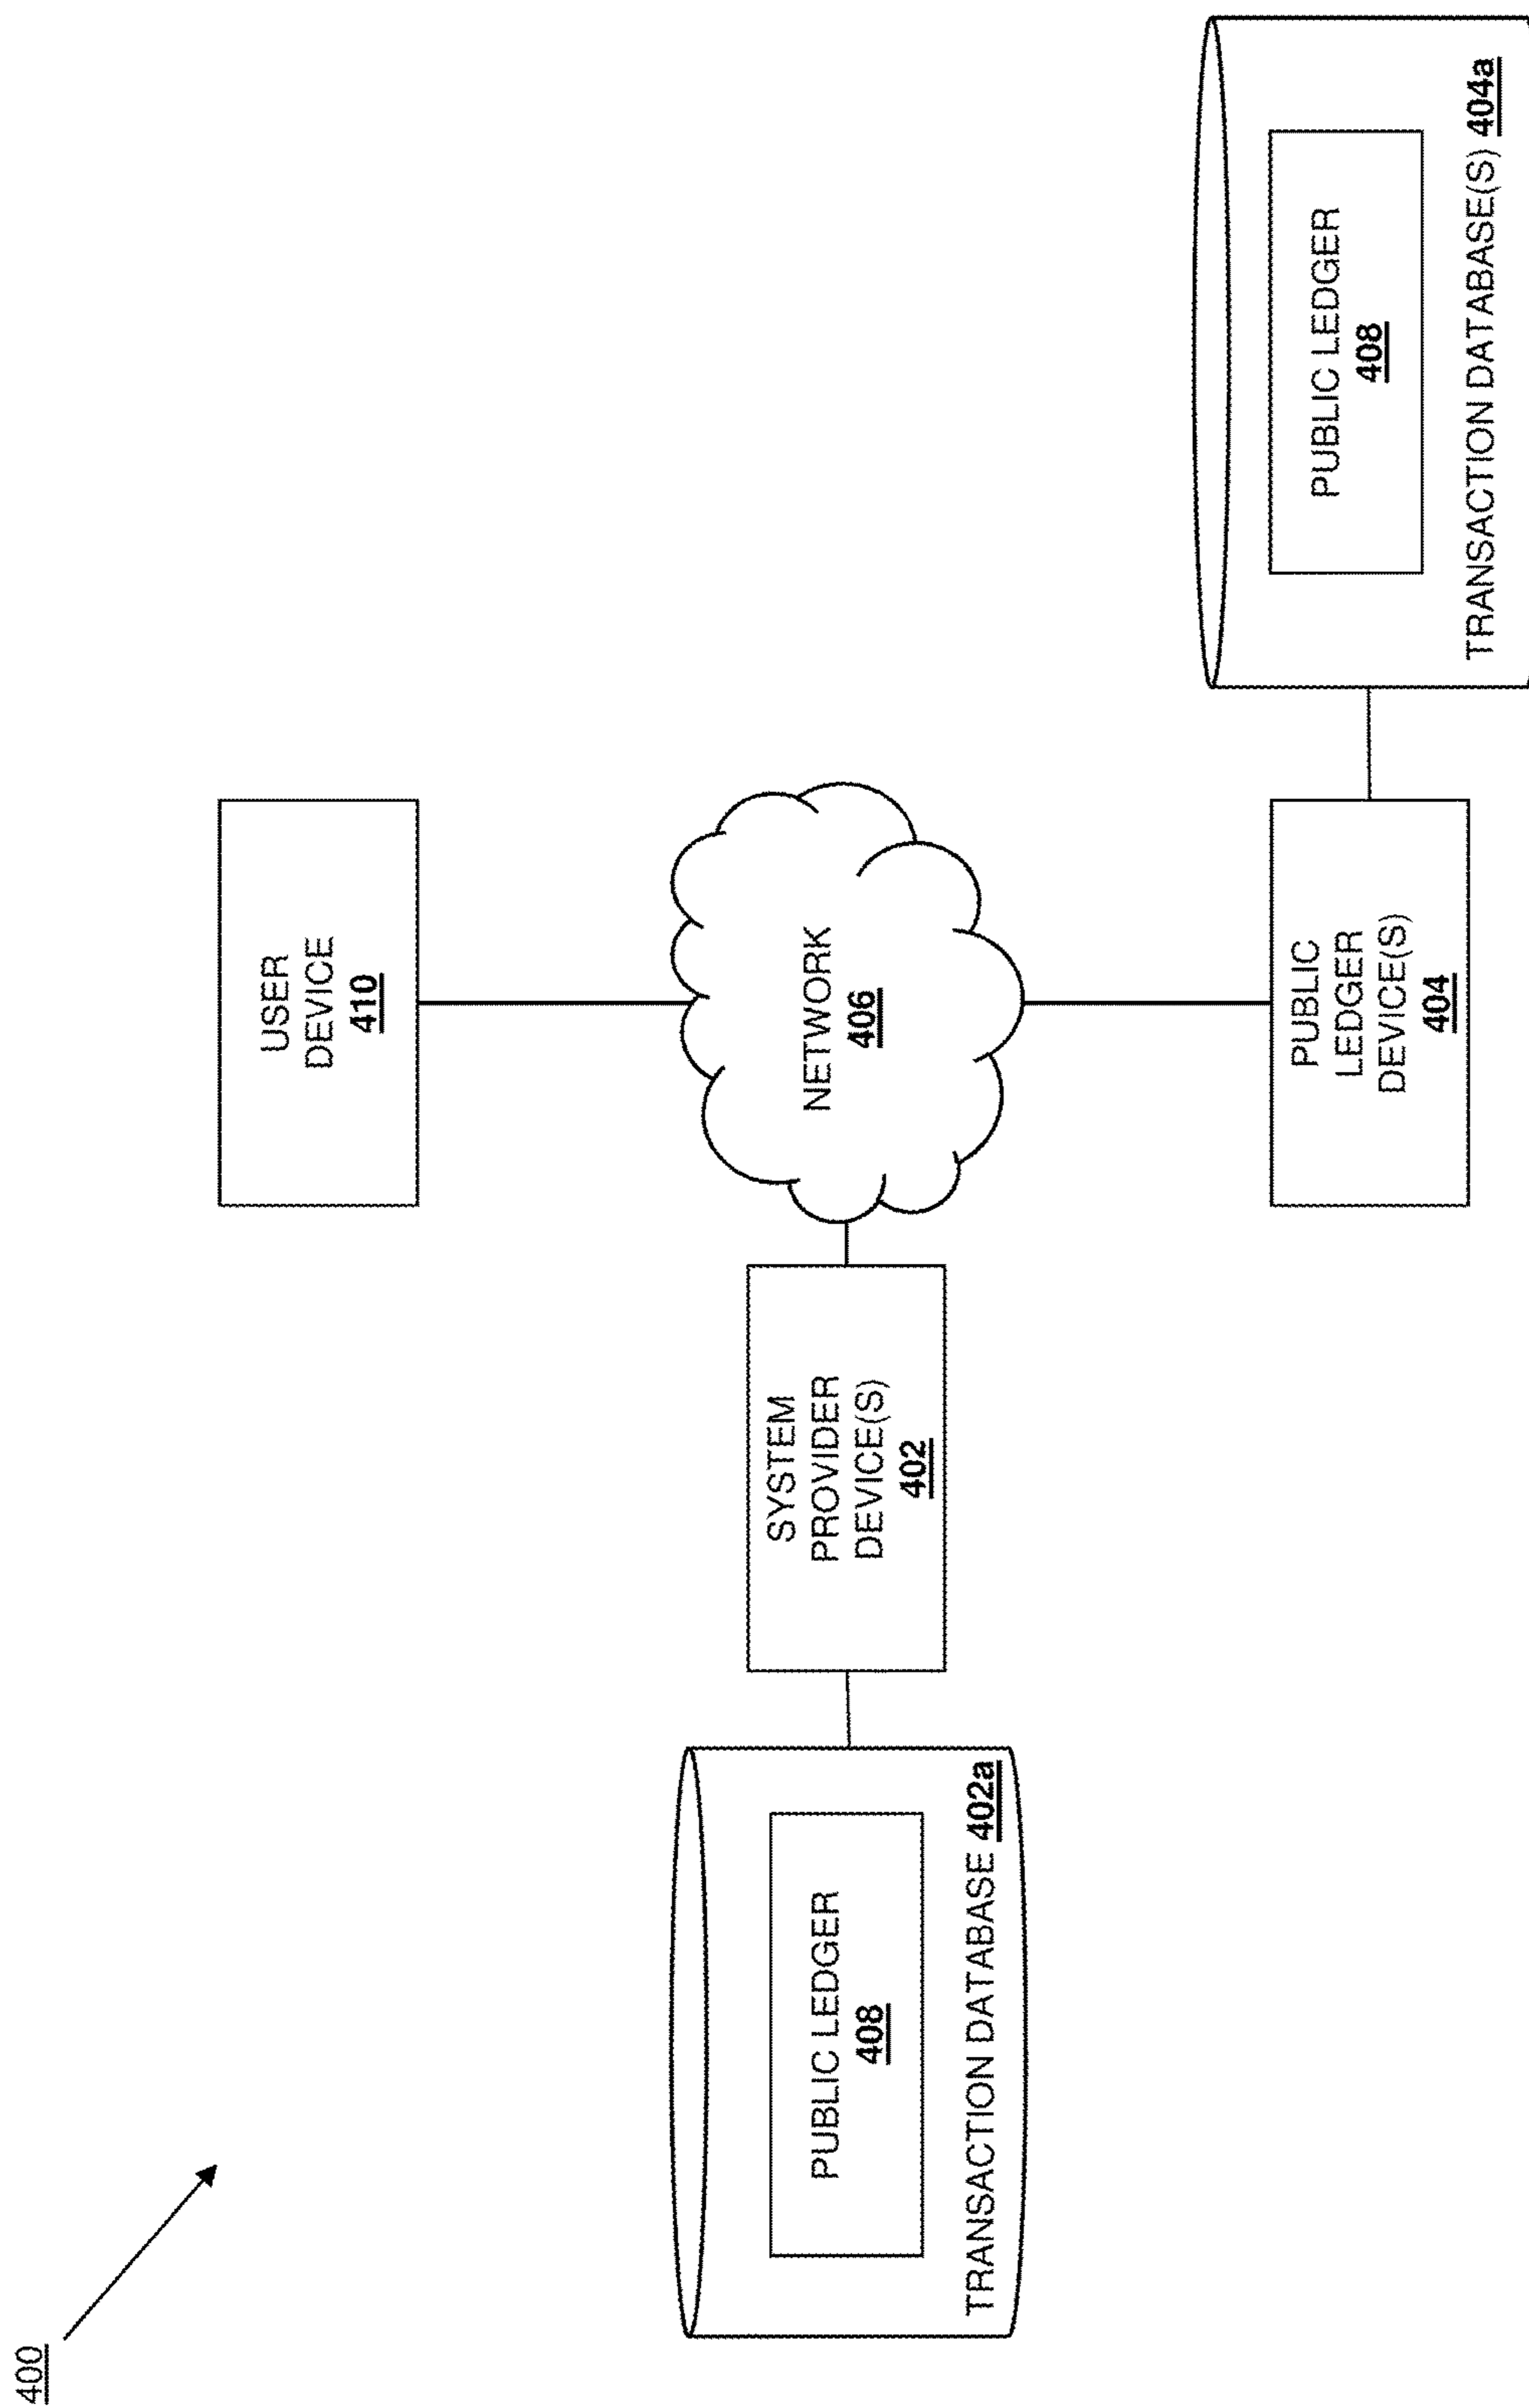 400
USER
DEVICE
410
PUBLIC LEDGER
408
TRANSACTION DATABASE 402a
SYSTEM
PROVIDER
DEVICE(S)
402
NETWORK
406
PUBLIC
LEDGER
DEVICE(S)
404
PUBLIC LEDGER
408
TRANSACTION DATABASE(S) 404a